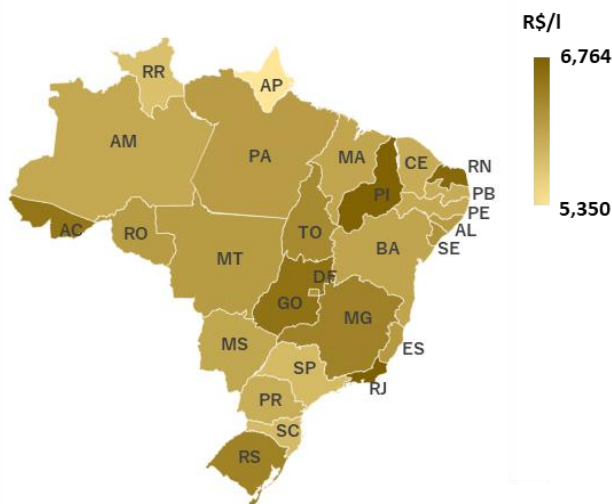 R$/l
6,764
5,350
RR
AP
AM
PA
MA
CE
RN
PB
PE
AL
SE
PI
AC
RO
TO
BA
MT
DF
GO
MG
ES
MS
SP
RJ
PR
SC
RS